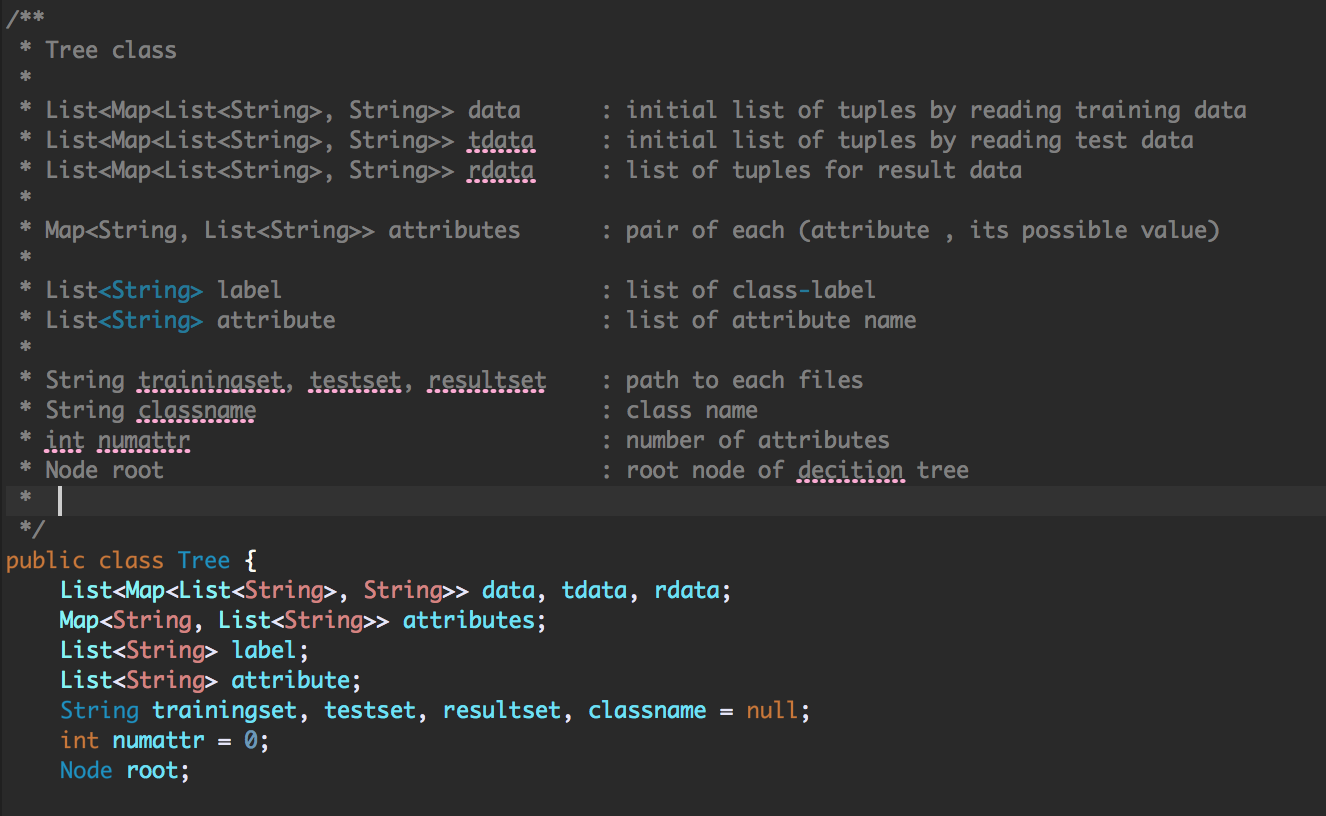 /**
 * Tree class
 *
 * List<Map<List<String>, String>> data      : initial list of tuples by reading training data
 * List<Map<List<String>, String>> tdata     : initial list of tuples by reading test data
 * List<Map<List<String>, String>> rdata     : list of tuples for result data
 *
 * Map<String, List<String>> attributes      : pair of each (attribute , its possible value)
 *
 * List<String> label                        : list of class-label
 * List<String> attribute                    : list of attribute name
 *
 * String trainingset, testset, resultset    : path to each files
 * String classname                          : class name
 * int numattr                               : number of attributes
 * Node root                                 : root node of decition tree
 *
 */
public class Tree {
    List<Map<List<String>, String>> data, tdata, rdata;
    Map<String, List<String>> attributes;
    List<String> label;
    List<String> attribute;
    String trainingset, testset, resultset, classname = null;
    int numattr = 0;
    Node root;